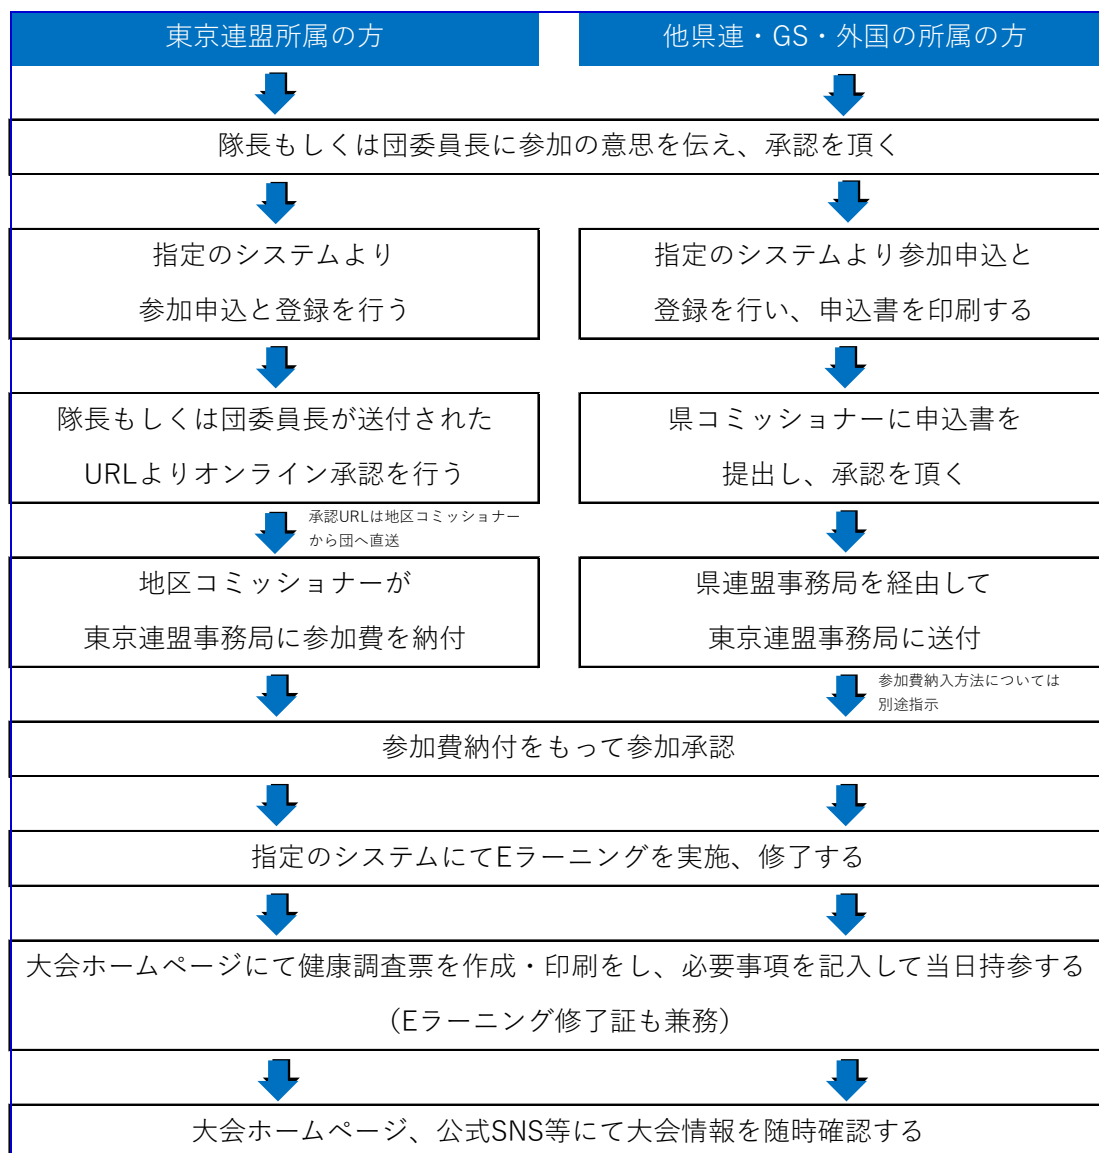 東京連盟所属の方
他県連・GS・外国の所属の方
隊長もしくは団委員長に参加の意思を伝え、承認を頂く
指定のシステムより
参加申込と登録を行う
指定のシステムより参加申込と
登録を行い、申込書を印刷する
隊長もしくは団委員長が送付された
URLよりオンライン承認を行う
県コミッショナーに申込書を
提出し、承認を頂く
承認URLは地区コミッショナー
から団へ直送
地区コミッショナーが
東京連盟事務局に参加費を納付
県連盟事務局を経由して
東京連盟事務局に送付
参加費納入方法については
別途指示
参加費納付をもって参加承認
指定のシステムにてEラーニングを実施、修了する
大会ホームページにて健康調査票を作成・印刷をし、必要事項を記入して当日持参する
（Eラーニング修了証も兼務）
大会ホームページ、公式SNS等にて大会情報を随時確認する